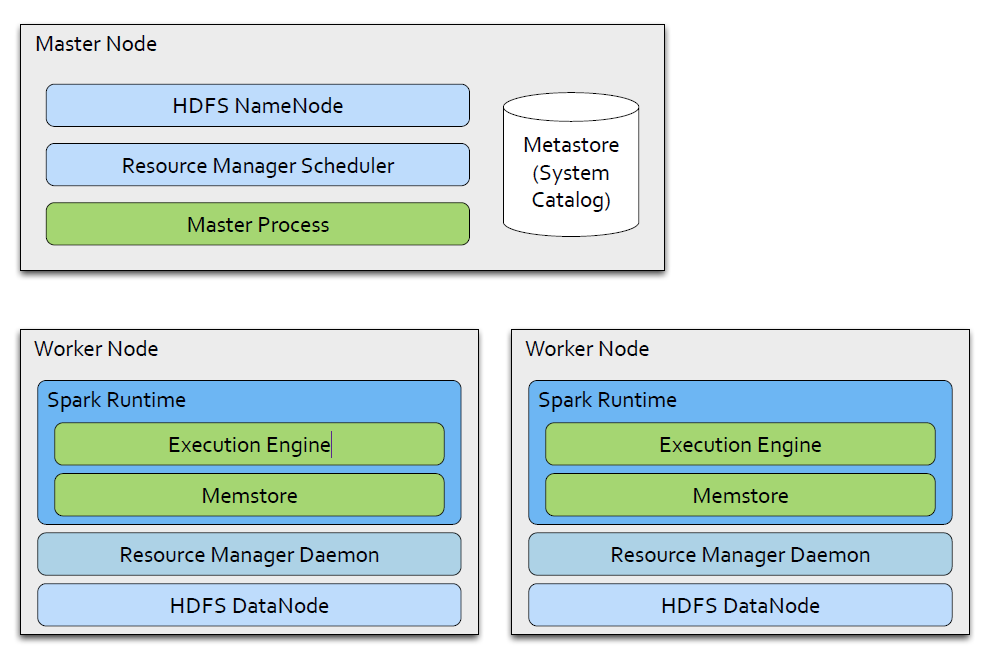 Master Node
HDFS NameNode
Resource Manager Scheduler
Master Process
Metastore
(System
Catalog)
Worker Node
Spark Runtime
Execution Engine
Memstore
Resource Manager Daemon
HDFS DataNode
Worker Node
Spark Runtime
Execution Engine
Memstore
Resource Manager Daemon
HDFS DataNode